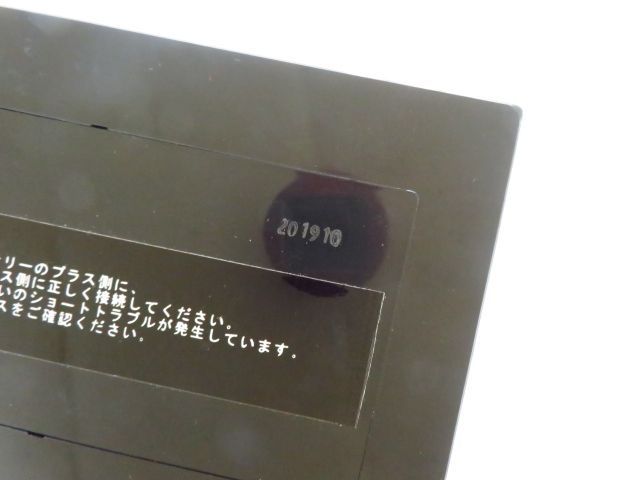 201910
リーのプラス側に、
ス側に正しく接続してください。
いのショートトラブルが発生しています。
スをご確認ください。